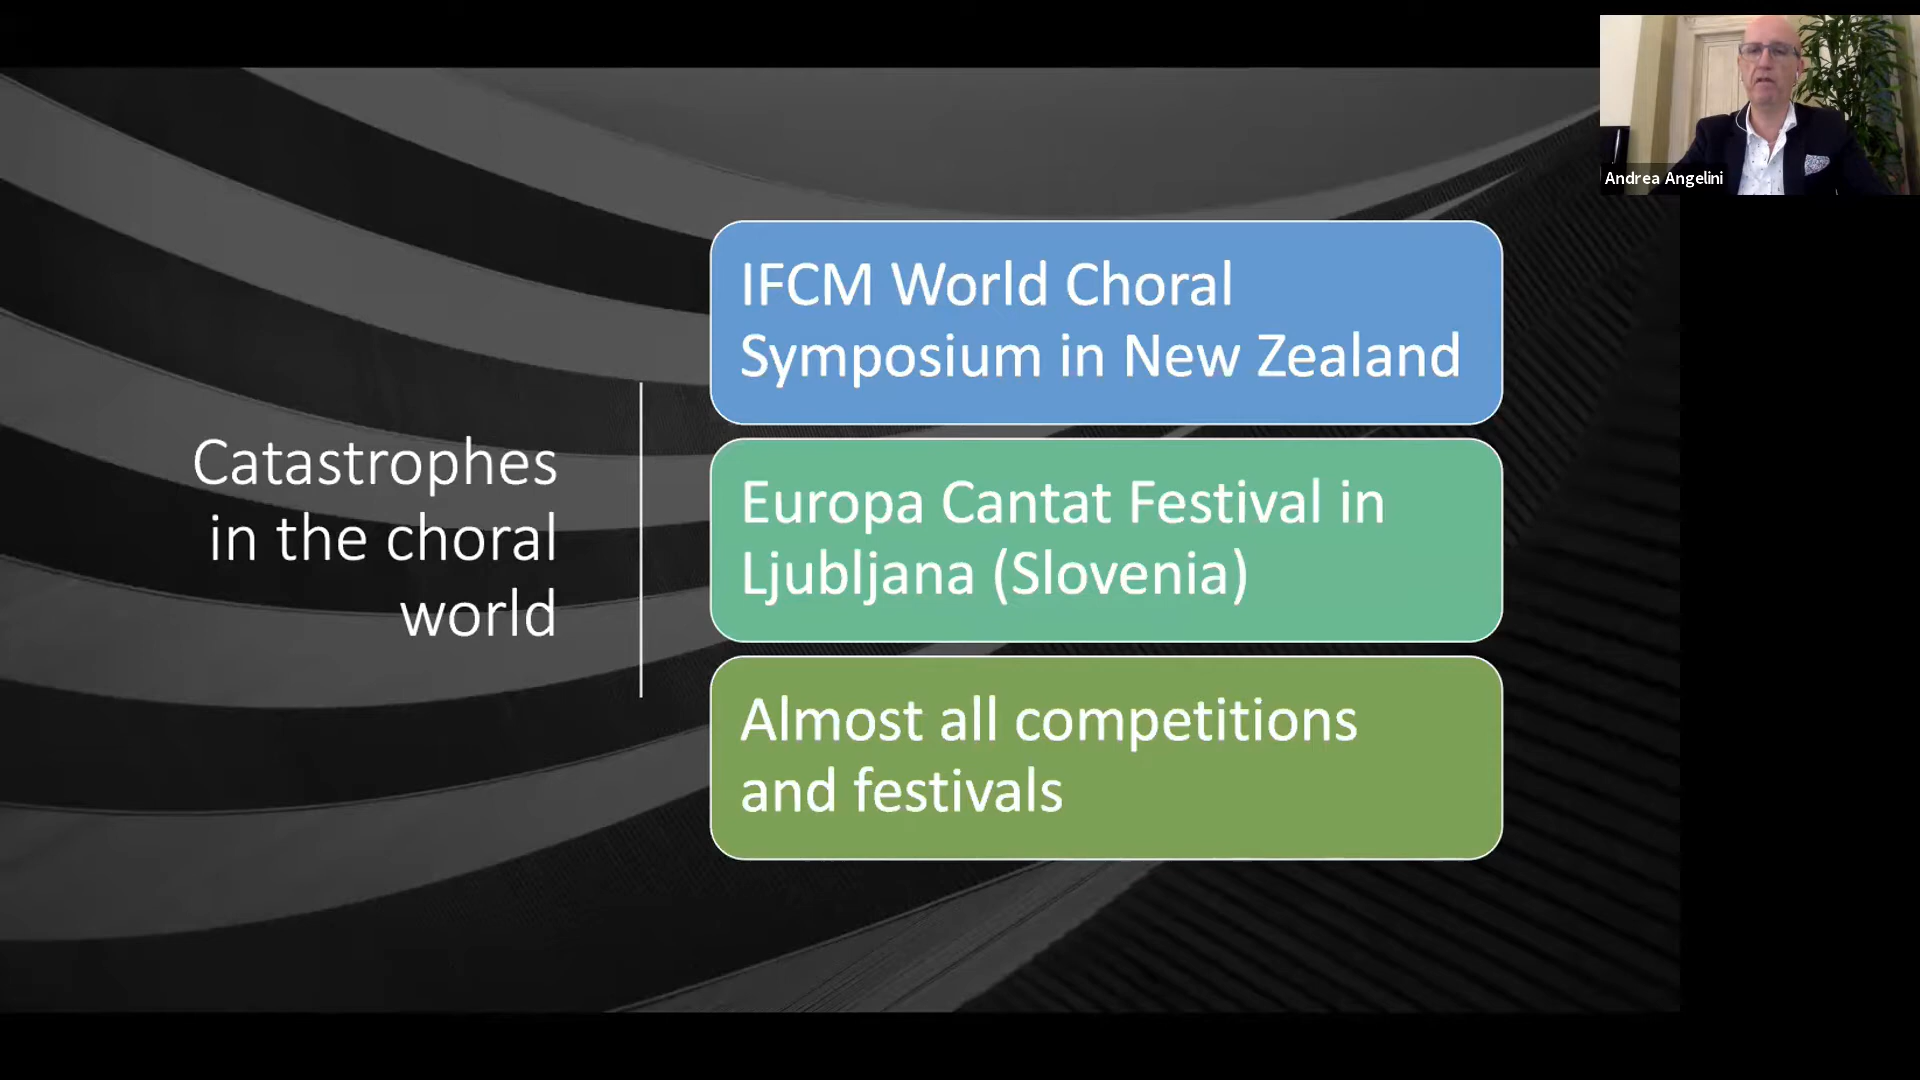 Andrea Angelini
Catastrophes
in the choral
world
IFCM World Choral
Symposium in New Zealand
Europa Cantat Festival in
Ljubljana (Slovenia)
Almost all competitions
and festivals